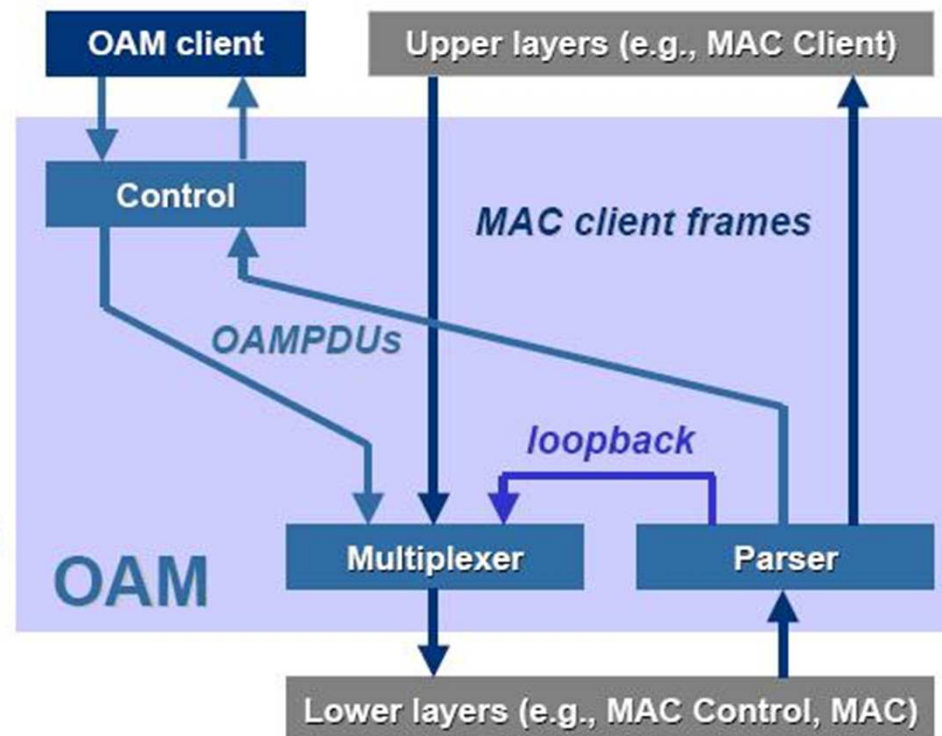 OAM client
Upper layers (e.g., MAC Client)
Control
MAC client frames
OAMPDUs
loopback
Multiplexer
Parser
OAM
Lower layers (e.g., MAC Control, MAC)